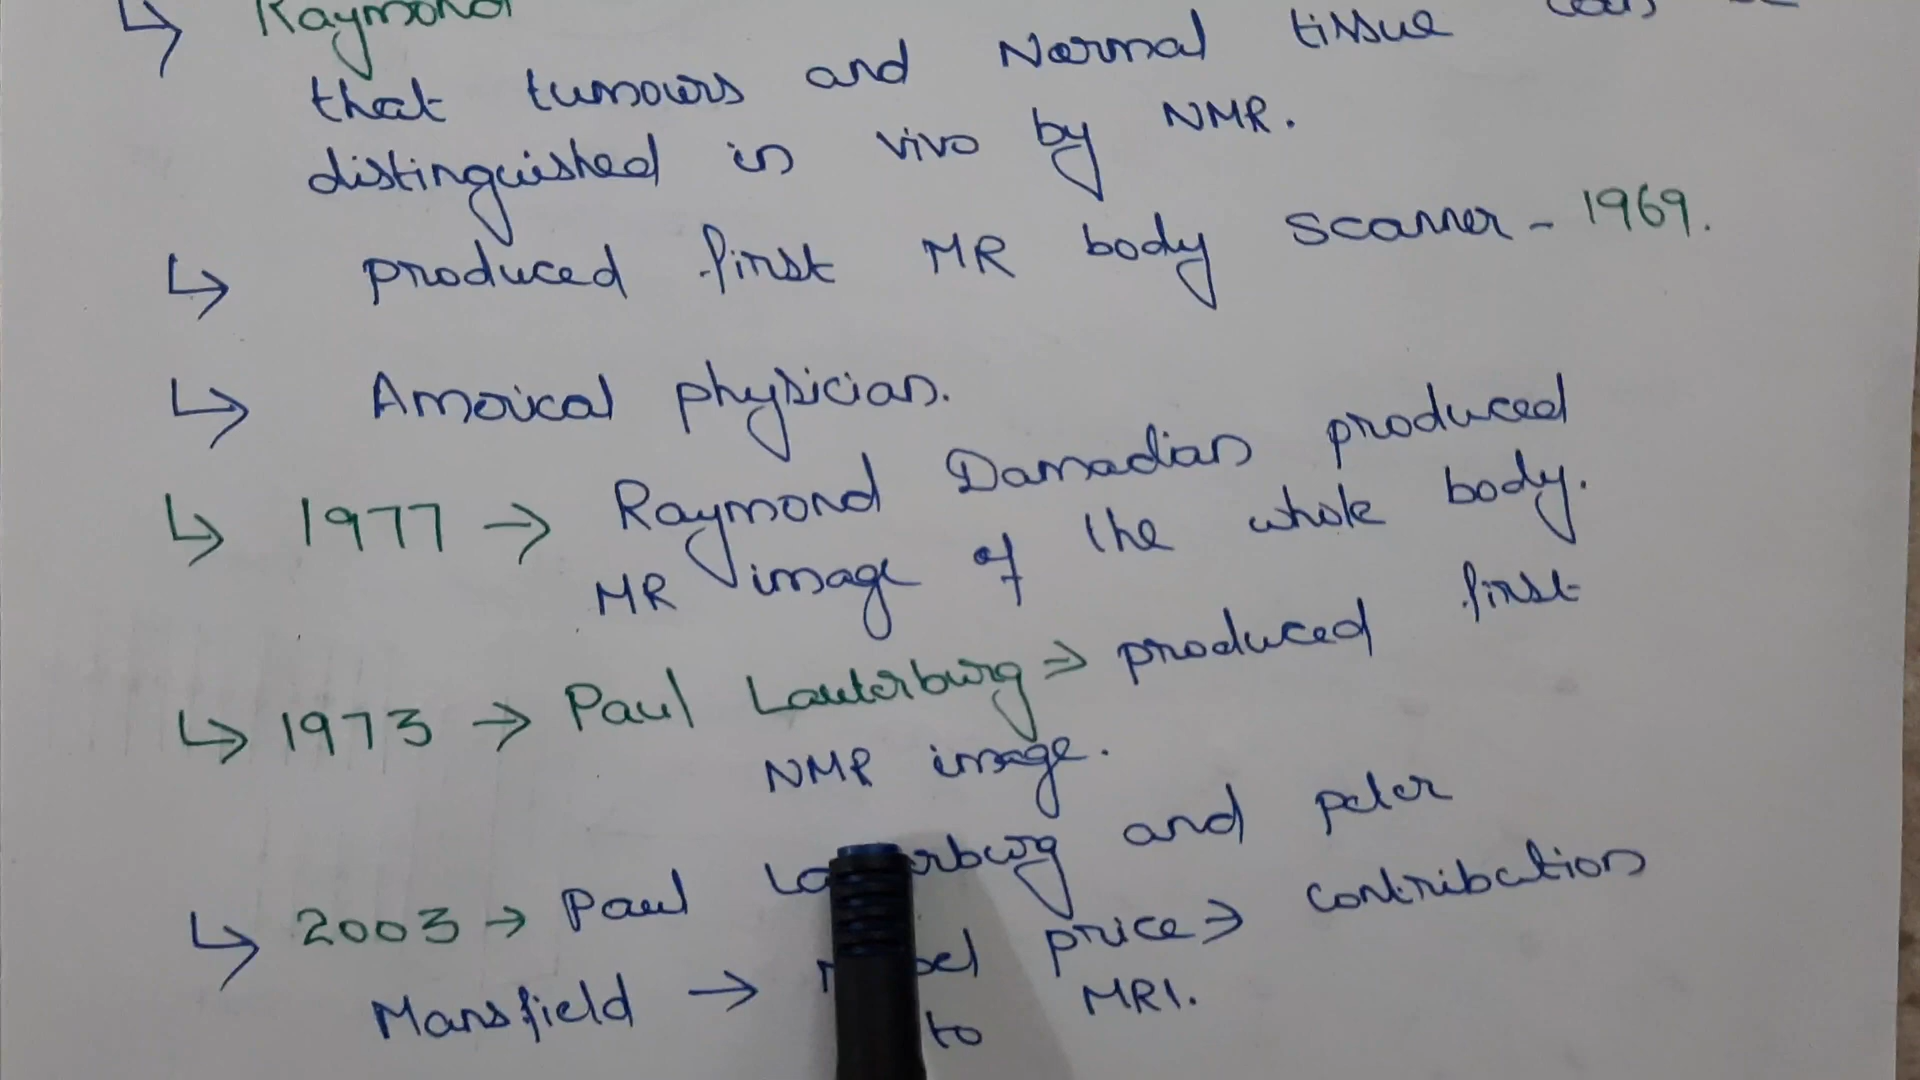 ↳ Raymond
that tumours and Normal tissue
distinguished in vivo by NMR.
↳ produced first MR body scanner - 1969.
↳ Americal physician.
↳ 1977 → Raymond Damadian produced
MR image of the whole body.
↳ 1973 → Paul Lauterburg ⇒ produced first
NMR image.
↳ 2003 → Paul and peter
Mansfield → price ⇒ contribution
to MRI.